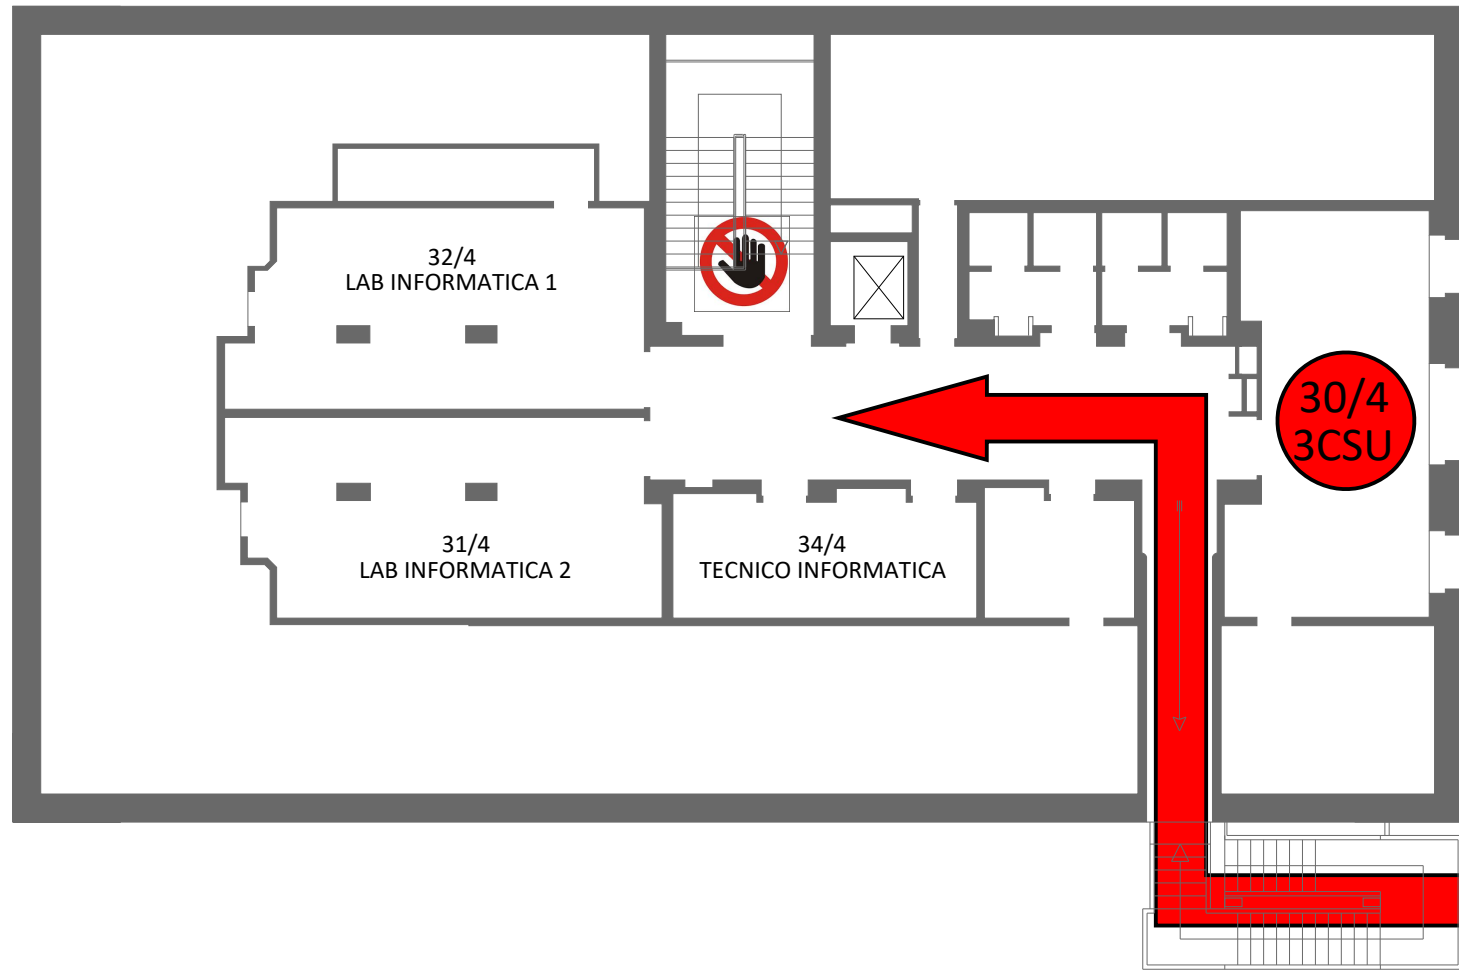 32/4
LAB INFORMATICA 1
30/4
3CSU
31/4
LAB INFORMATICA 2
34/4
TECNICO INFORMATICA